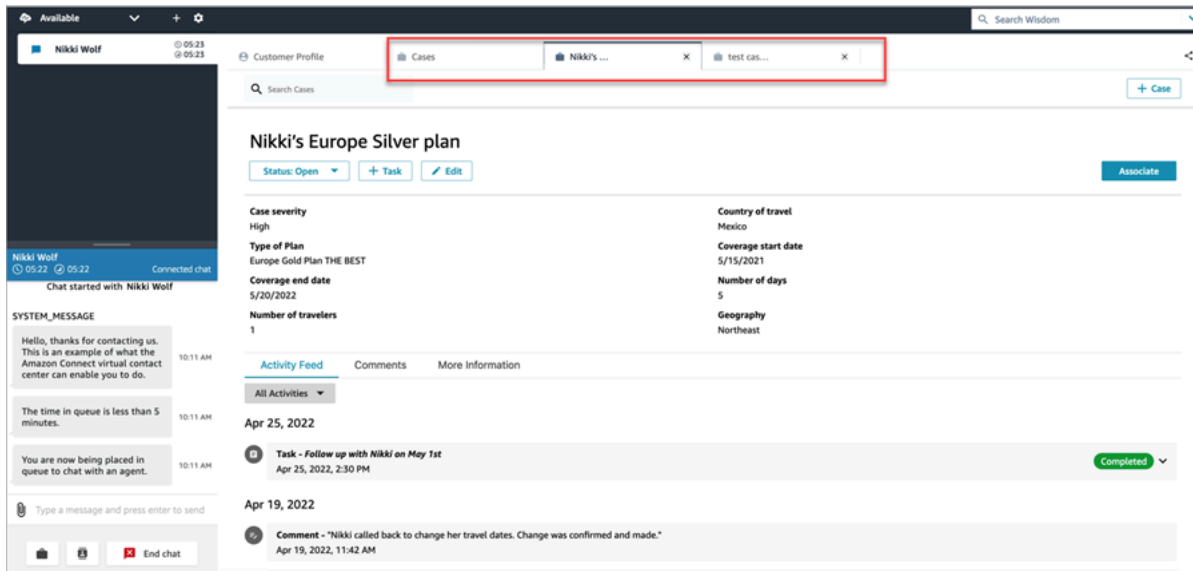 Available
Search Wisdom
Nikki Wolf
05:23
05:23
Customer Profile
Cases
Nikki's ...
test cas...
Search Cases
+ Case
Nikki's Europe Silver plan
Status: Open
+ Task
Edit
Associate
Case severity
High
Country of travel
Mexico
Type of Plan
Europe Gold Plan THE BEST
Coverage start date
5/15/2021
Coverage end date
5/20/2022
Number of days
5
Number of travelers
1
Geography
Northeast
Nikki Wolf
05:22 05:22 Connected chat
Chat started with Nikki Wolf
SYSTEM_MESSAGE
Hello, thanks for contacting us.
This is an example of what the
Amazon Connect virtual contact
center can enable you to do.
10:11 AM
The time in queue is less than 5
minutes.
10:11 AM
You are now being placed in
queue to chat with an agent.
10:11 AM
Type a message and press enter to send
End chat
Activity Feed Comments More Information
All Activities
Apr 25, 2022
Task - Follow up with Nikki on May 1st
Apr 25, 2022, 2:30 PM
Completed
Apr 19, 2022
Comment - "Nikki called back to change her travel dates. Change was confirmed and made."
Apr 19, 2022, 11:42 AM